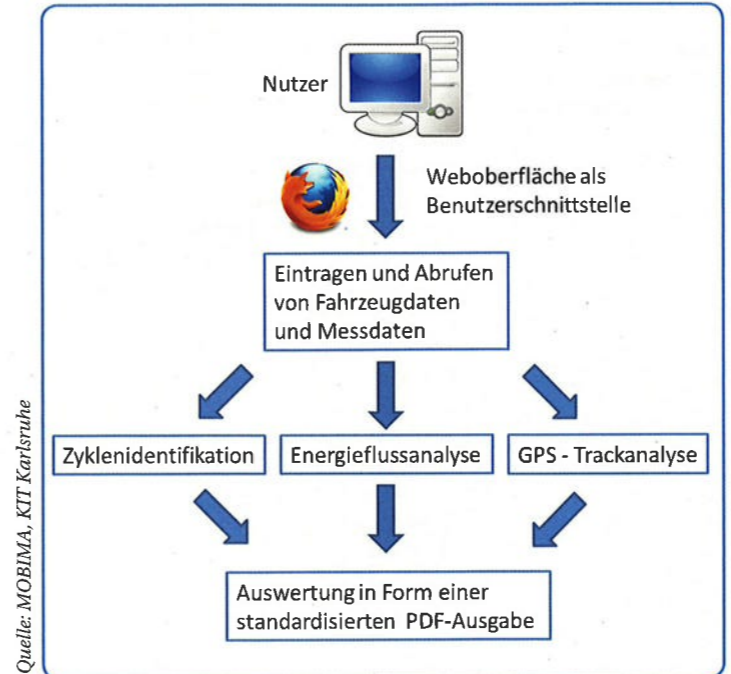 Nutzer
Weboberfläche als
Benutzerschnittstelle
Eintragen und Abrufen
von Fahrzeugdaten
und Messdaten
Zyklenidentifikation
Energieflussanalyse
GPS - Trackanalyse
Auswertung in Form einer
standardisierten PDF-Ausgabe
Quelle: MOBIMA, KIT Karlsruhe